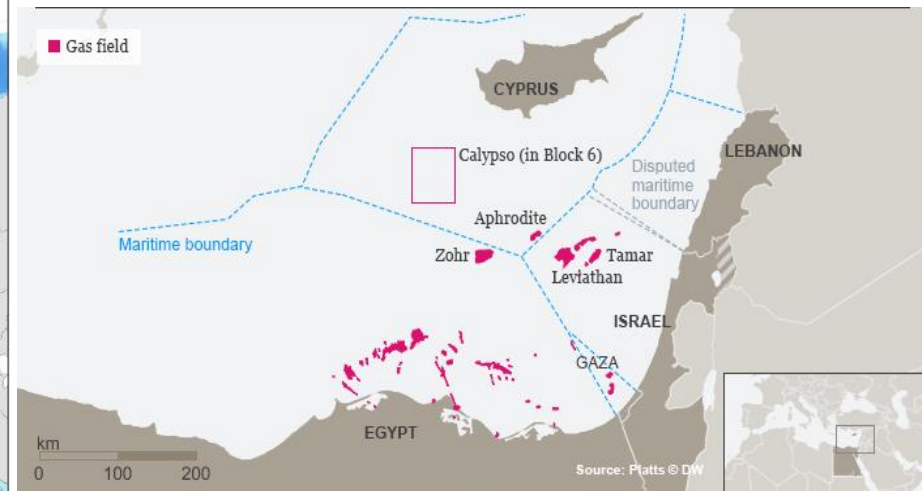 Gas field
CYPRUS
Calypso (in Block 6)
LEBANON
Disputed
maritime
boundary
Aphrodite
Maritime boundary
Zohr
Tamar
Leviathan
ISRAEL
GAZA
EGYPT
km
0 100 200
Source: Platts © DW